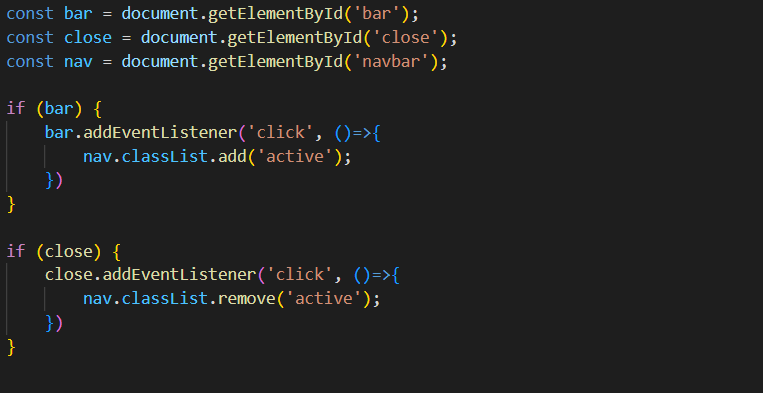 const bar = document.getElementById('bar');
const close = document.getElementById('close');
const nav = document.getElementById('navbar');

if (bar) {
    bar.addEventListener('click', ()=>{
        nav.classList.add('active');
    })
}

if (close) {
    close.addEventListener('click', ()=>{
        nav.classList.remove('active');
    })
}